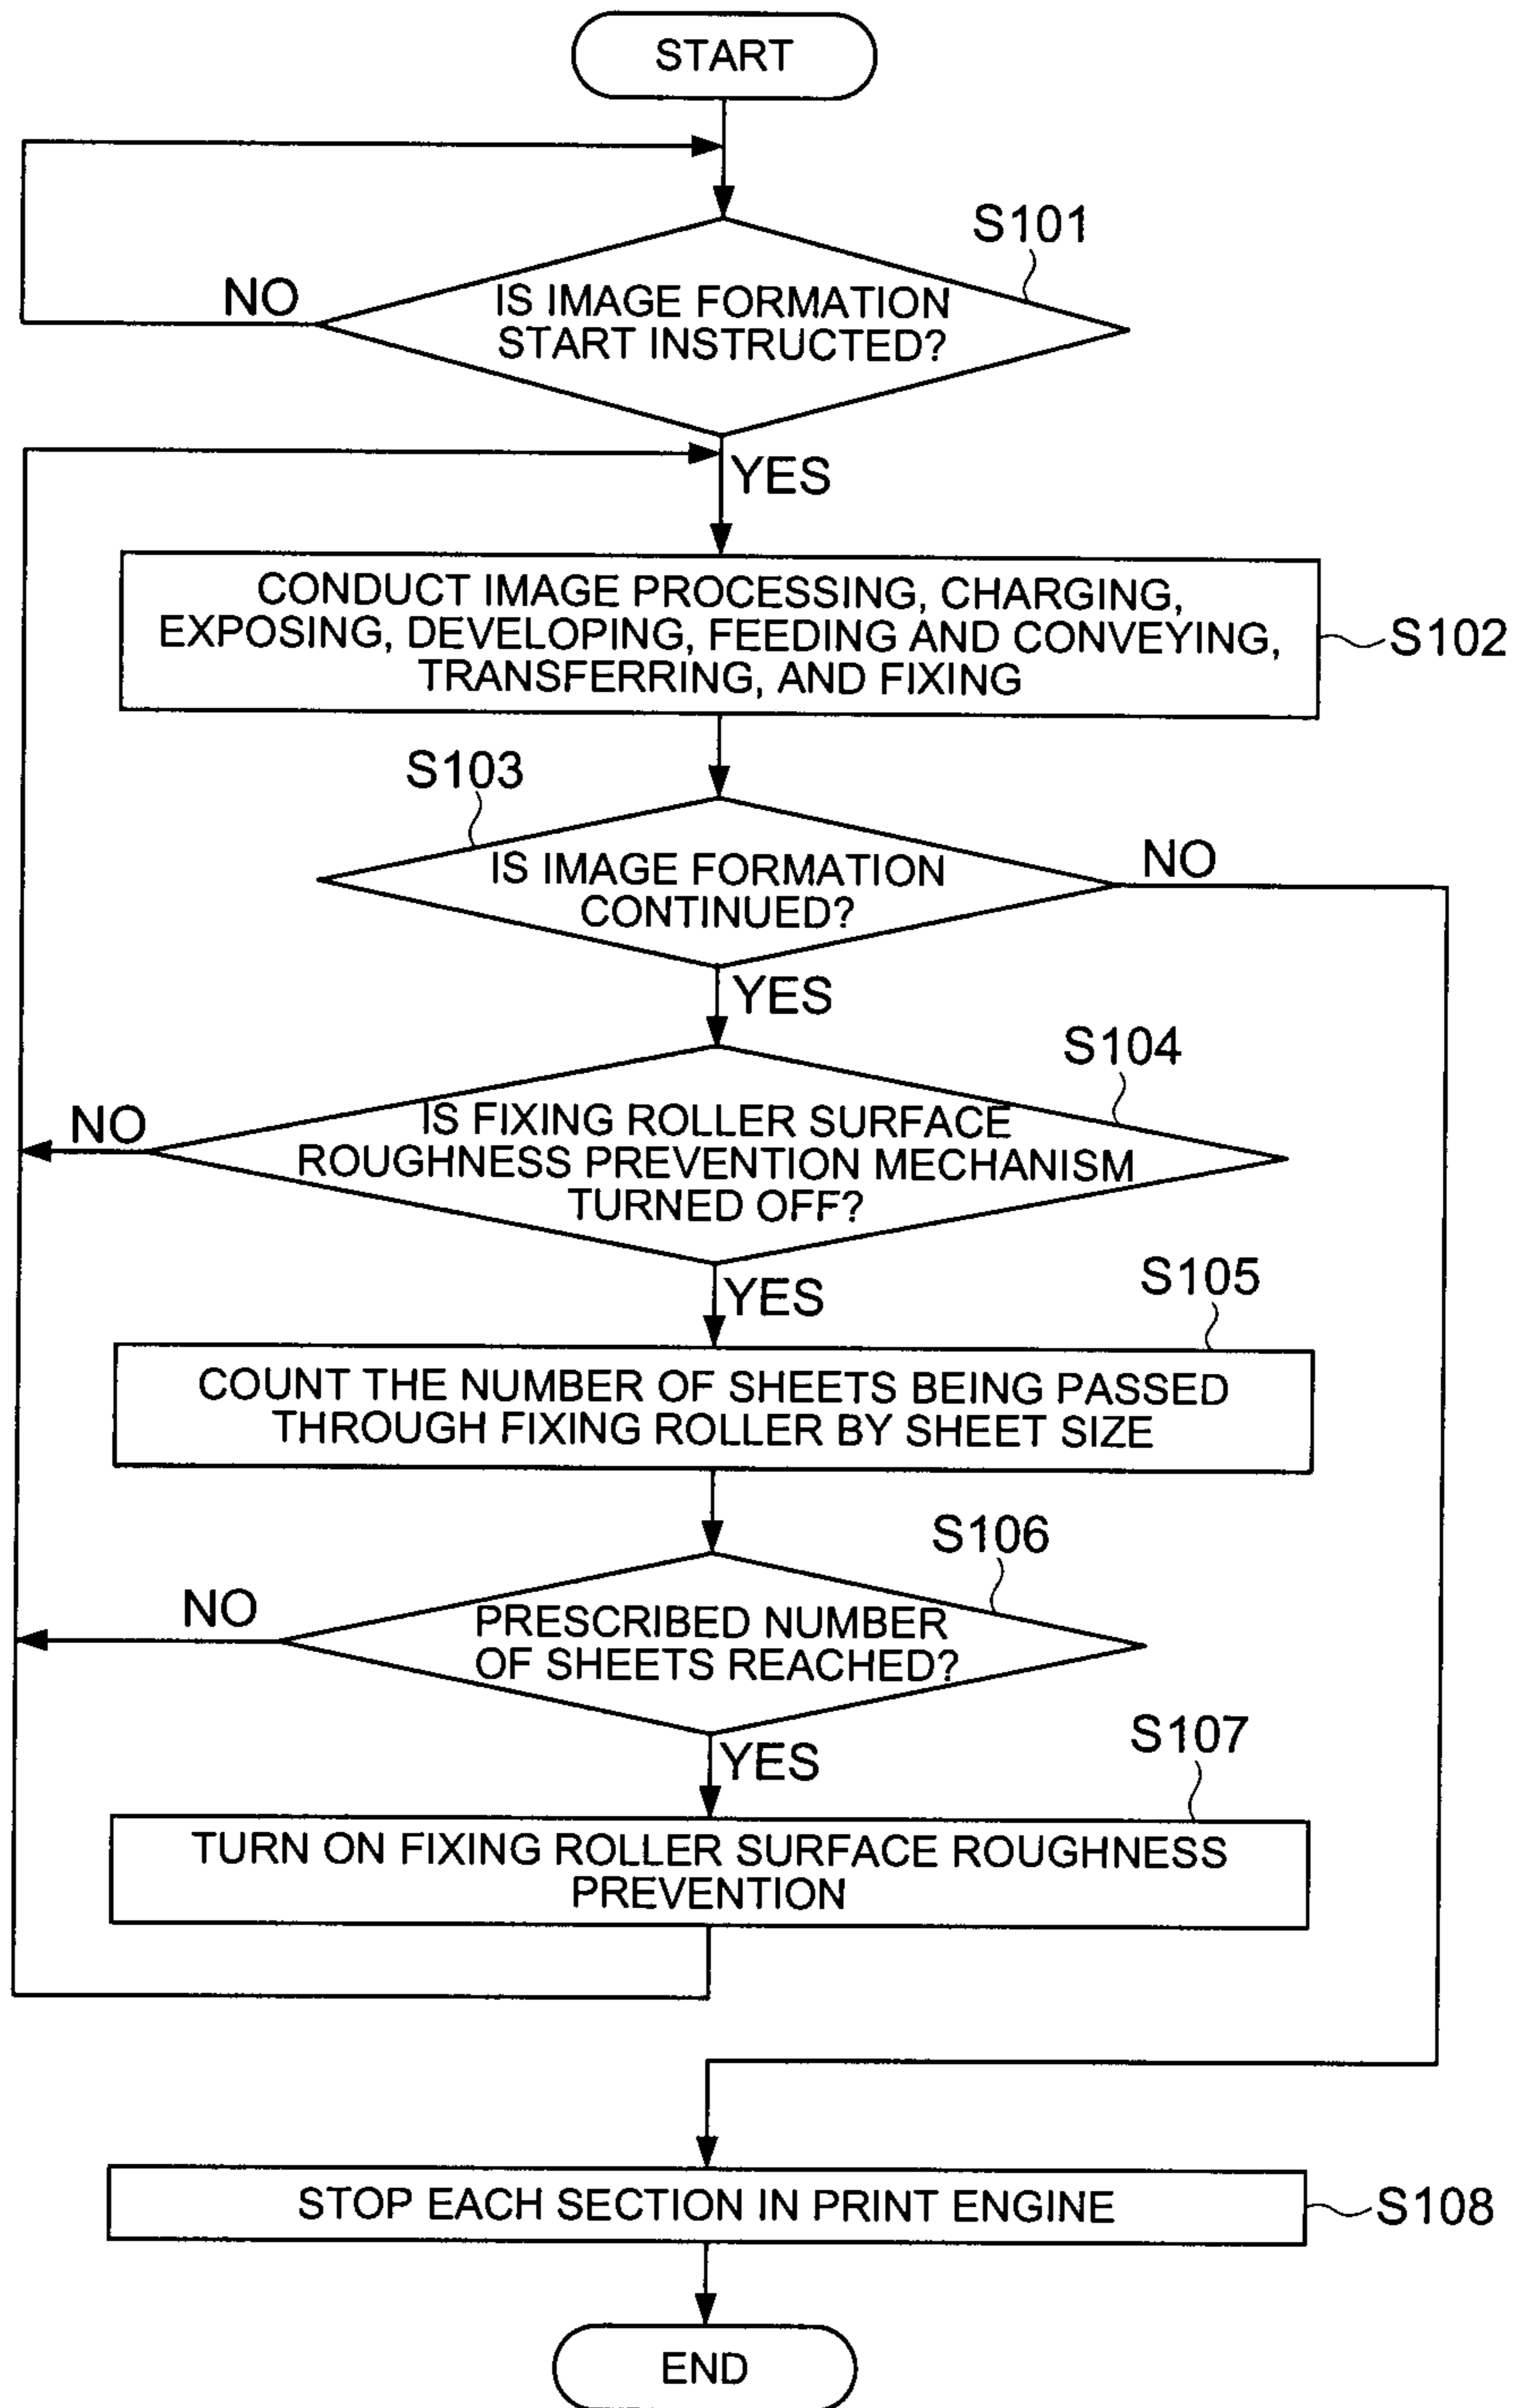 START
S101
NO
IS IMAGE FORMATION
START INSTRUCTED?
YES
CONDUCT IMAGE PROCESSING, CHARGING,
EXPOSING, DEVELOPING, FEEDING AND CONVEYING,
TRANSFERRING, AND FIXING
S102
S103
NO
IS IMAGE FORMATION
CONTINUED?
YES
S104
NO
IS FIXING ROLLER SURFACE
ROUGHNESS PREVENTION MECHANISM
TURNED OFF?
YES
S105
COUNT THE NUMBER OF SHEETS BEING PASSED
THROUGH FIXING ROLLER BY SHEET SIZE
S106
NO
PRESCRIBED NUMBER
OF SHEETS REACHED?
YES
S107
TURN ON FIXING ROLLER SURFACE ROUGHNESS
PREVENTION
STOP EACH SECTION IN PRINT ENGINE
S108
END